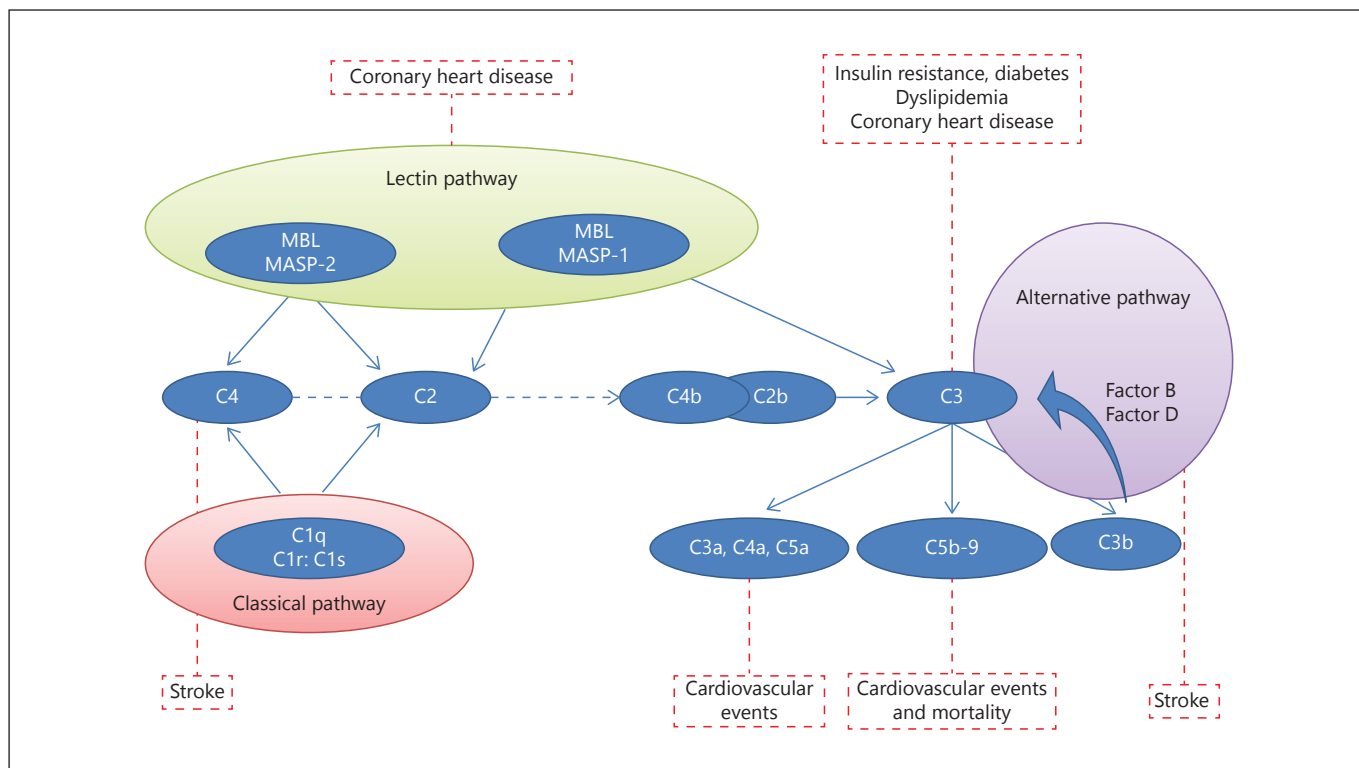 Coronary heart disease
Insulin resistance, diabetes
Dyslipidemia
Coronary heart disease
Lectin pathway
MBL
MASP-2
MBL
MASP-1
Alternative pathway
Factor B
Factor D
C4
C2
C4b
C2b
C3
C1q
C1r: C1s
Classical pathway
C3a, C4a, C5a
C5b-9
C3b
Stroke
Cardiovascular
events
Cardiovascular events
and mortality
Stroke